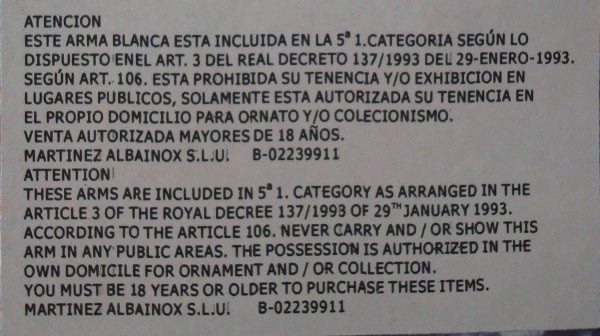 ATENCION
ESTE ARMA BLANCA ESTA INCLUIDA EN LA 5ª 1.CATEGORIA SEGÚN LO
DISPUESTO ENEL ART. 3 DEL REAL DECRETO 137/1993 DEL 29-ENERO-1993.
SEGÚN ART. 106. ESTA PROHIBIDA SU TENENCIA Y/O EXHIBICION EN
LUGARES PUBLICOS, SOLAMENTE ESTA AUTORIZADA SU TENENCIA EN
EL PROPIO DOMICILIO PARA ORNATO Y/O COLECIONISMO.
VENTA AUTORIZADA MAYORES DE 18 AÑOS.
MARTINEZ ALBAINOX S.L.U. B-02239911
ATTENTION
THESE ARMS ARE INCLUDED IN 5ª 1. CATEGORY AS ARRANGED IN THE
ARTICLE 3 OF THE ROYAL DECREE 137/1993 OF 29TH JANUARY 1993.
ACCORDING TO THE ARTICLE 106. NEVER CARRY AND / OR SHOW THIS
ARM IN ANY PUBLIC AREAS. THE POSSESSION IS AUTHORIZED IN THE
OWN DOMICILE FOR ORNAMENT AND / OR COLLECTION.
YOU MUST BE 18 YEARS OR OLDER TO PURCHASE THESE ITEMS.
MARTINEZ ALBAINOX S.L.U. B-02239911